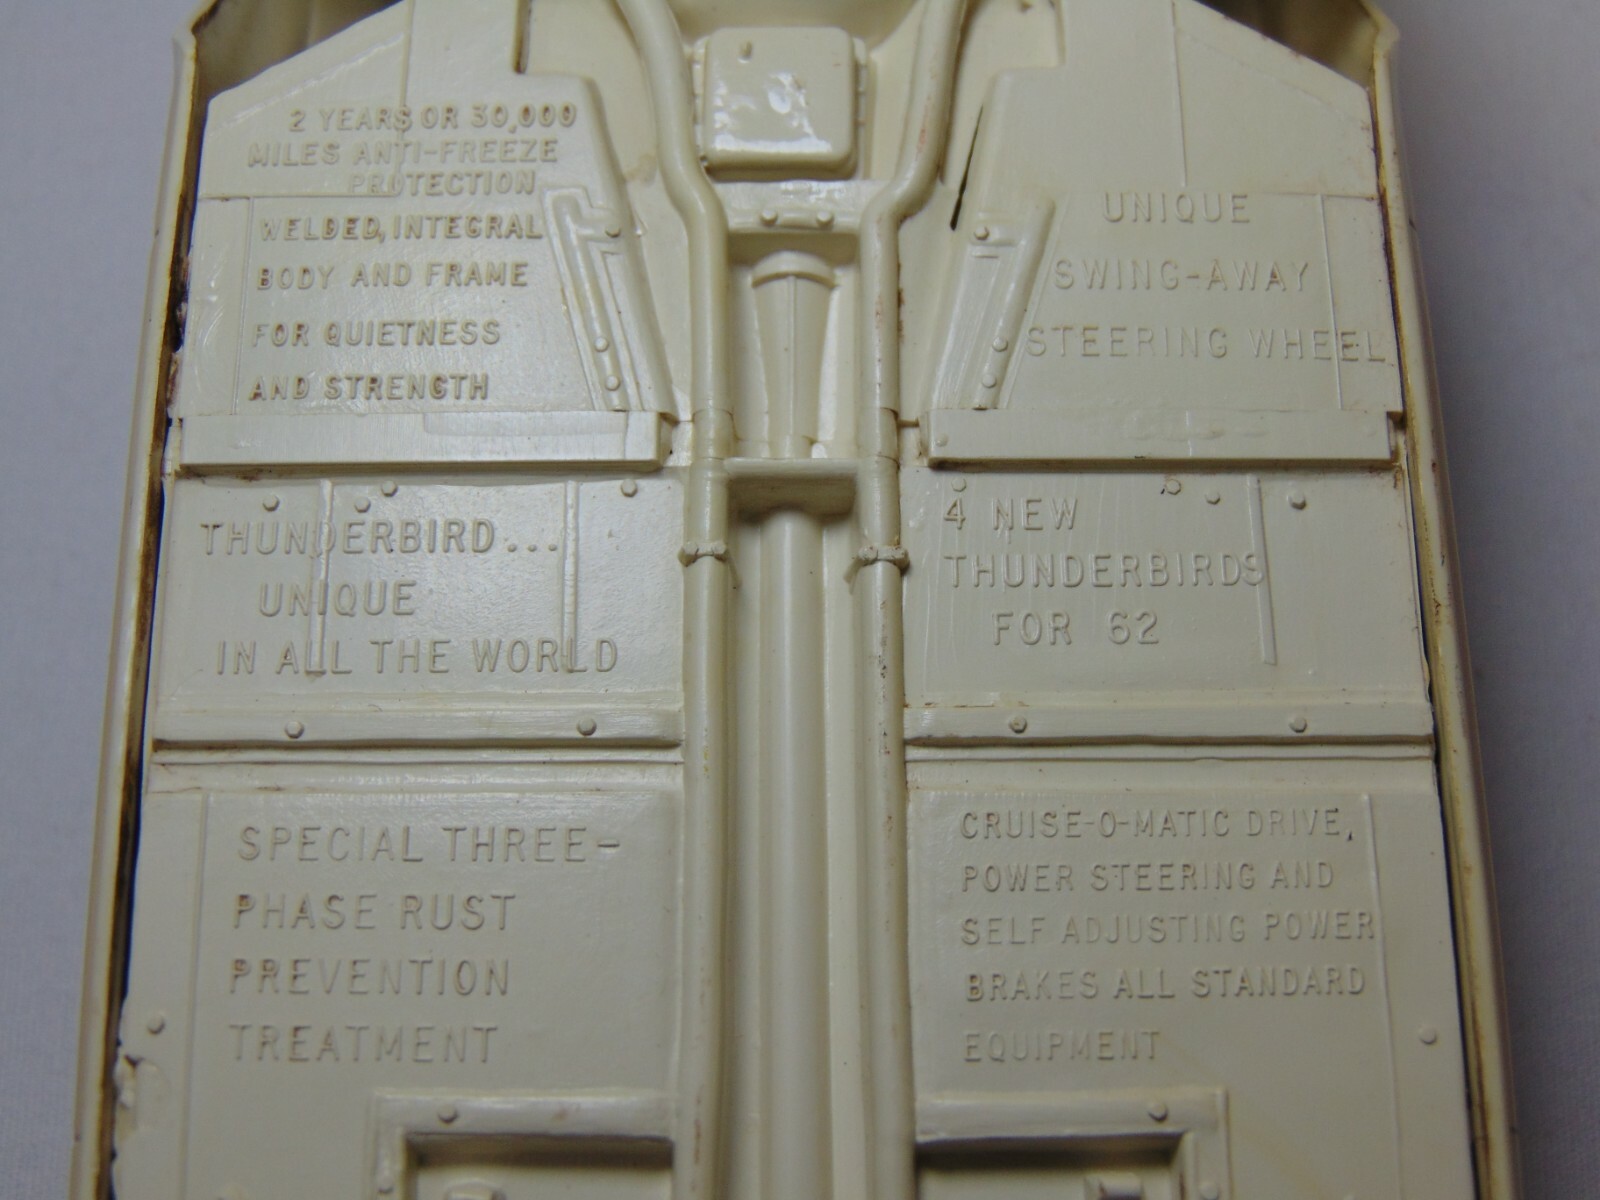 2 YEARS OR 30,000
MILES ANTI-FREEZE
PROTECTION
WELDED, INTEGRAL
BODY AND FRAME
FOR QUIETNESS
AND STRENGTH
UNIQUE
SWING-AWAY
STEERING WHEEL
THUNDERBIRD...
UNIQUE
IN ALL THE WORLD
4 NEW
THUNDERBIRDS
FOR 62
SPECIAL THREE-
PHASE RUST
PREVENTION
TREATMENT
CRUISE-O-MATIC DRIVE,
POWER STEERING AND
SELF ADJUSTING POWER
BRAKES ALL STANDARD
EQUIPMENT